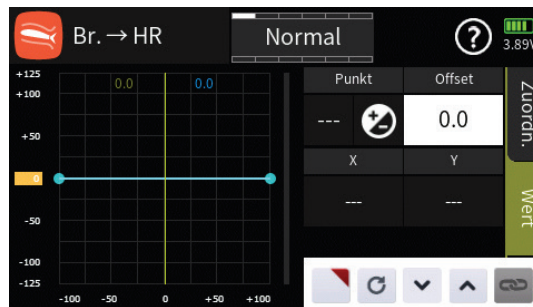 Br. → HR
Normal
?
3.89V
+125
+100
+50
0
-50
-100
-125
0.0
0.0
-100
-50
0
+50
+100
Punkt
Offset
---
0.0
X
Y
---
---
Zuordn.
Wert